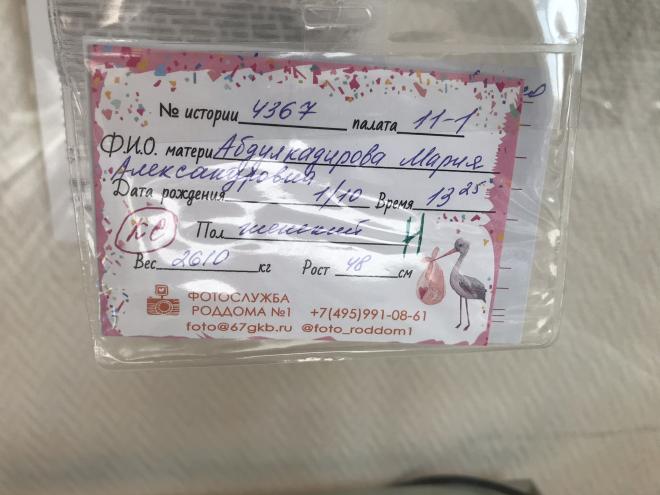 № истории 4367 палата 11-1
Ф.И.О. матери Абдулкадирова Мария
Александровна
Дата рождения 1/10 Время 13 25
КС Пол женский Н
Вес 2610 кг Рост 48 см
ФОТОСЛУЖБА
РОДДОМА №1 +7(495)991-08-61
foto@67gkb.ru @foto_roddom1